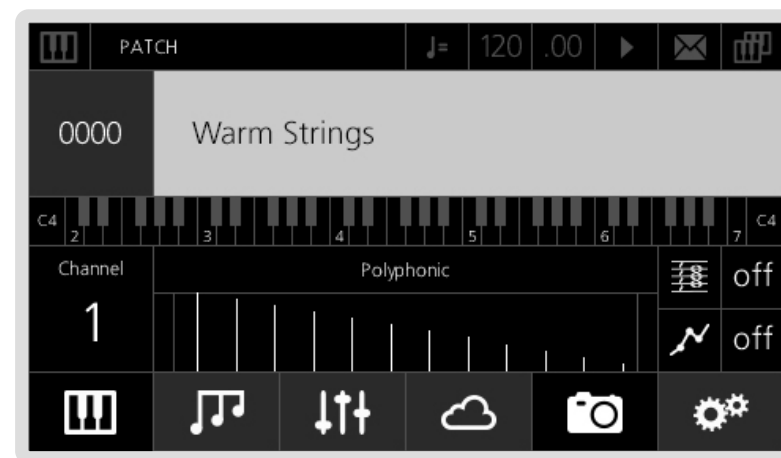 PATCH ♩= 120 .00
0000 Warm Strings
C4 2 3 4 5 6 7 C4
Channel Polyphonic off
1 off